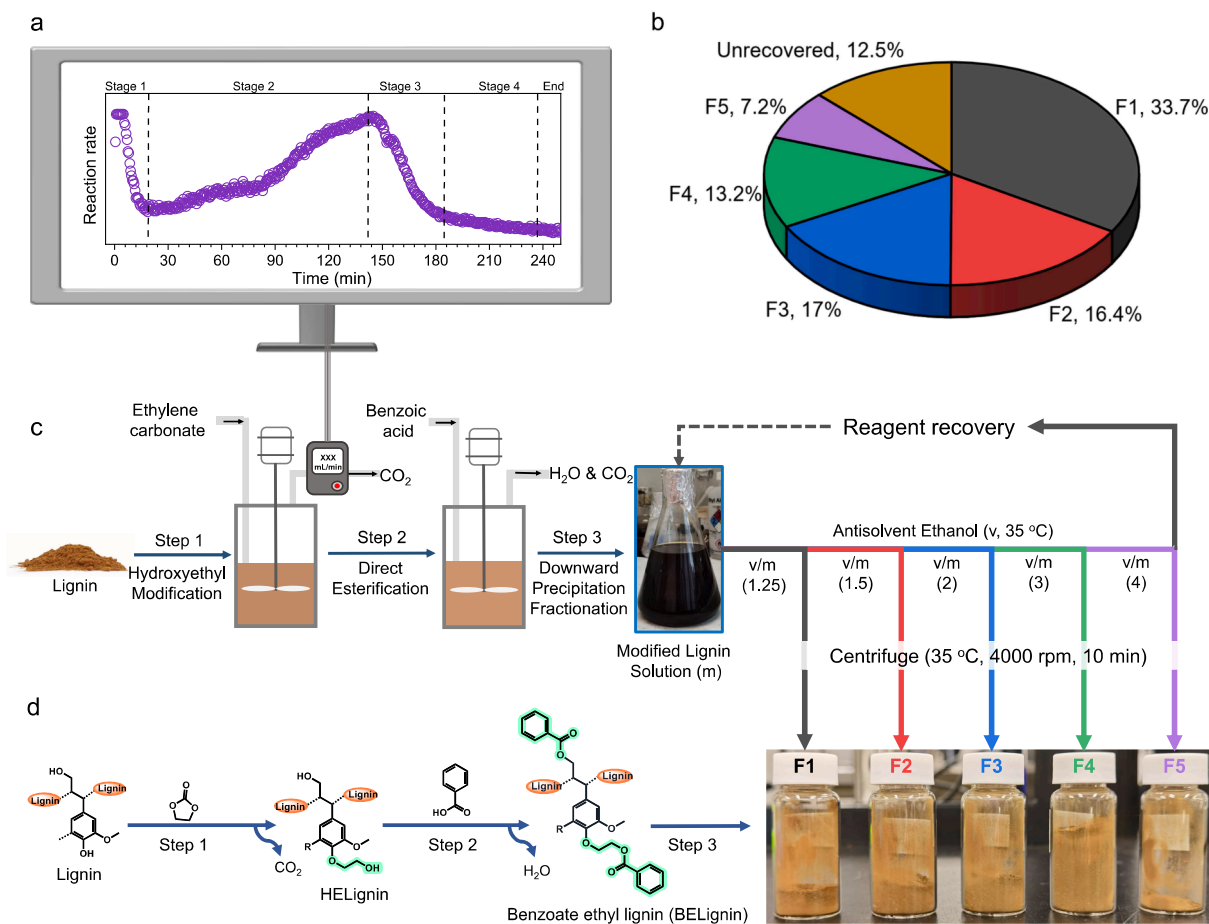 a
Stage 1
Stage 2
Stage 3
Stage 4
End
Reaction rate
0
30
60
90
120
150
180
210
240
Time (min)
b
Unrecovered, 12.5%
F5, 7.2%
F4, 13.2%
F3, 17%
F2, 16.4%
F1, 33.7%
c
Ethylene
carbonate
XXX
mL/min
CO2
Benzoic
acid
H2O & CO2
Reagent recovery
Lignin
Step 1
Hydroxyethyl
Modification
Step 2
Direct
Esterification
Step 3
Downward
Precipitation
Fractionation
Modified Lignin
Solution (m)
Antisolvent Ethanol (v, 35 °C)
v/m
(1.25)
v/m
(1.5)
v/m
(2)
v/m
(3)
v/m
(4)
Centrifuge (35 °C, 4000 rpm, 10 min)
d
HO
Lignin
Lignin
O
OH
Lignin
O
O
O
Step 1
CO2
HO
Lignin
Lignin
R
O
O
OH
HELignin
O
HO
Step 2
H2O
O
O
Lignin
Lignin
R
O
O
O
O
Benzoate ethyl lignin (BELignin)
Step 3
F1
F2
F3
F4
F5